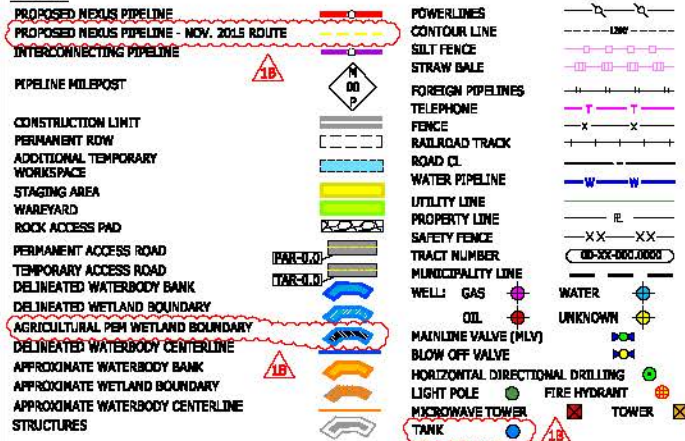 PROPOSED NEXUS PIPELINE
PROPOSED NEXUS PIPELINE - NOV. 2015 ROUTE
INTERCONNECTING PIPELINE
1B
PIPELINE MILEPOST
M
00
P
CONSTRUCTION LIMIT
PERMANENT ROW
ADDITIONAL TEMPORARY
WORKSPACE
STAGING AREA
WAREYARD
ROCK ACCESS PAD
PERMANENT ACCESS ROAD
PAR-0.0
TEMPORARY ACCESS ROAD
TAR-0.0
DELINEATED WATERBODY BANK
DELINEATED WETLAND BOUNDARY
AGRICULTURAL PEM WETLAND BOUNDARY
DELINEATED WATERBODY CENTERLINE
1B
APPROXIMATE WATERBODY BANK
APPROXIMATE WETLAND BOUNDARY
APPROXIMATE WATERBODY CENTERLINE
STRUCTURES
POWERLINES
CONTOUR LINE
SILT FENCE
STRAW BALE
FOREIGN PIPELINES
TELEPHONE T T
FENCE X X
RAILROAD TRACK
ROAD CL
WATER PIPELINE W W
UTILITY LINE
PROPERTY LINE PL
SAFETY FENCE XX XX
TRACT NUMBER 00-XX-000.0000
MUNICIPALITY LINE
WELL: GAS WATER
OIL UNKNOWN
MAINLINE VALVE (MLV)
BLOW OFF VALVE
HORIZONTAL DIRECTIONAL DRILLING
LIGHT POLE FIRE HYDRANT
MICROWAVE TOWER TOWER
TANK 1B